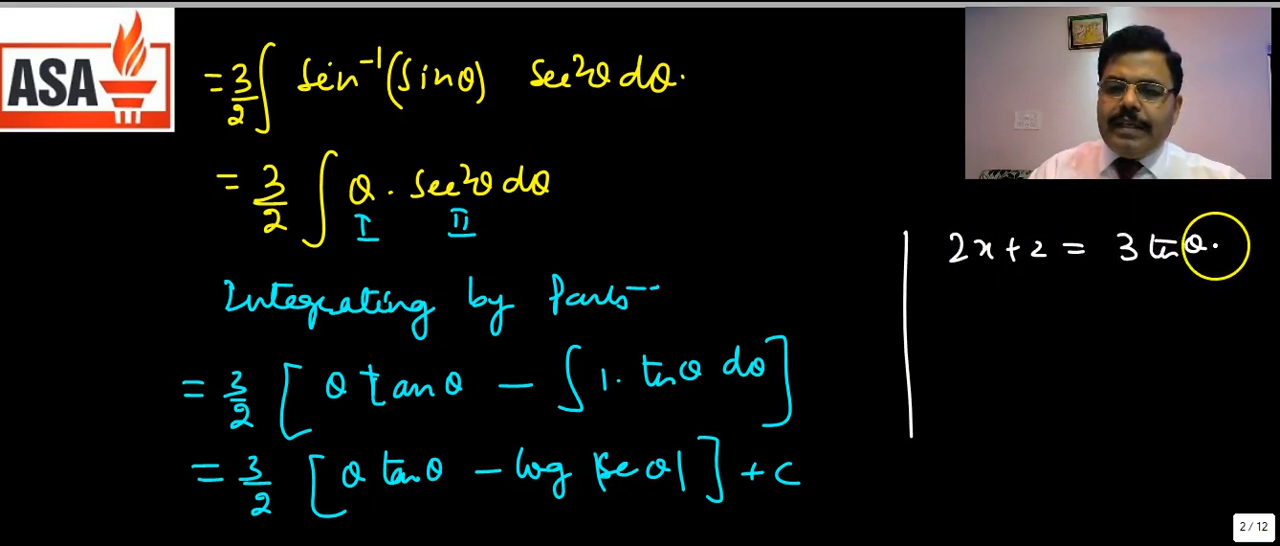 ASA
= 3/2 ∫ sin⁻¹(sinθ) sec²θ dθ.
= 3/2 ∫ θ · sec²θ dθ
I II
Integrating by Parts--
= 3/2 [ θ tanθ - ∫ 1. tanθ dθ ]
= 3/2 [ θ tanθ - log |secθ| ] + c
2x+2 = 3 tanθ.
2 / 12